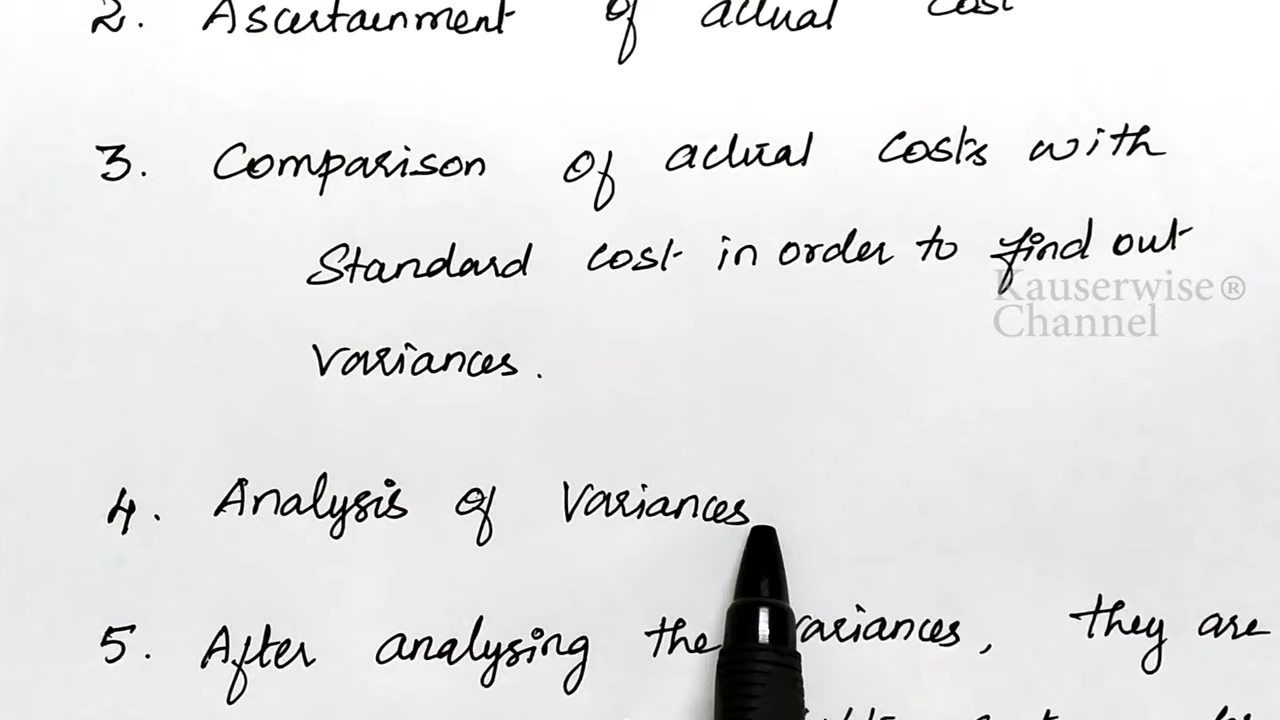 2. Ascertainment of actual cost
3. Comparison of actual costs with
Standard cost in order to find out
Kauserwise®
Channel
variances.
4. Analysis of Variances
5. After analysing the variances, they are